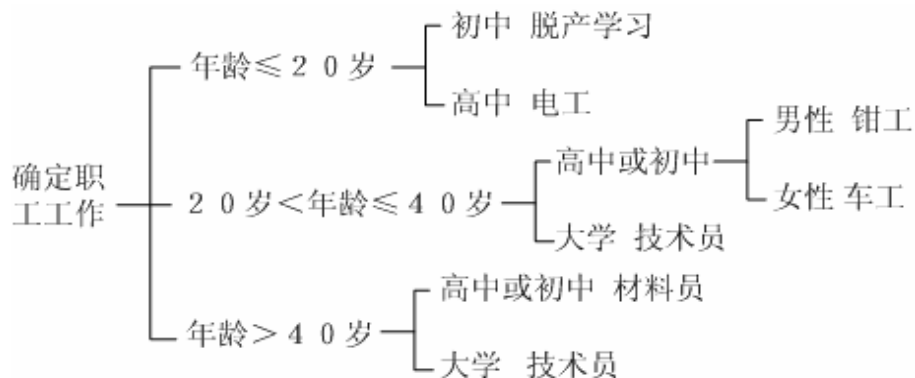 确定职
工工作
年龄≤20岁
初中 脱产学习
高中 电工
20岁<年龄≤40岁
高中或初中
男性 钳工
女性 车工
大学 技术员
年龄>40岁
高中或初中 材料员
大学 技术员